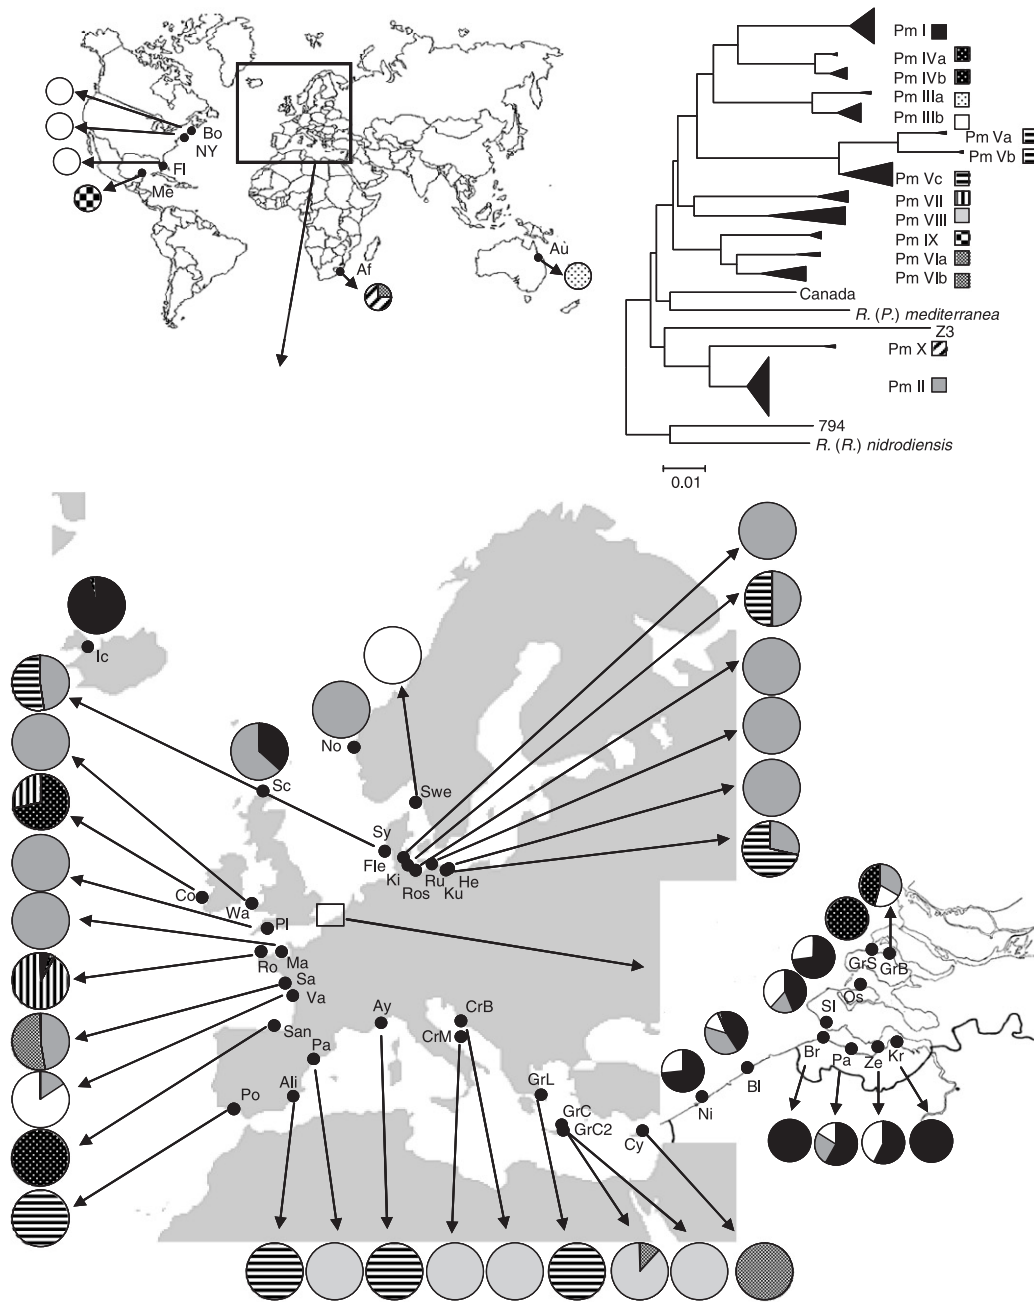 Bo
NY
Fl
Me
Af
Aù
Pm I
Pm IVa
Pm IVb
Pm IIIa
Pm IIIb
Pm Va
Pm Vb
Pm Vc
Pm VII
Pm VIII
Pm IX
Pm VIa
Pm VIb
Canada
R. (P.) mediterranea
Z3
Pm X
Pm II
794
R. (R.) nidrodiensis
0.01
Ic
No
Sc
Swe
Sy
Fle
Ki
Ros
Ru
Ku
He
Co
Wa
Pl
Ro
Ma
Sa
Va
San
Pa
Ali
Po
Ay
CrB
CrM
GrL
GrC
GrC2
Cy
GrS
GrB
Os
Sl
Br
Pa
Ze
Kr
Bl
Ni